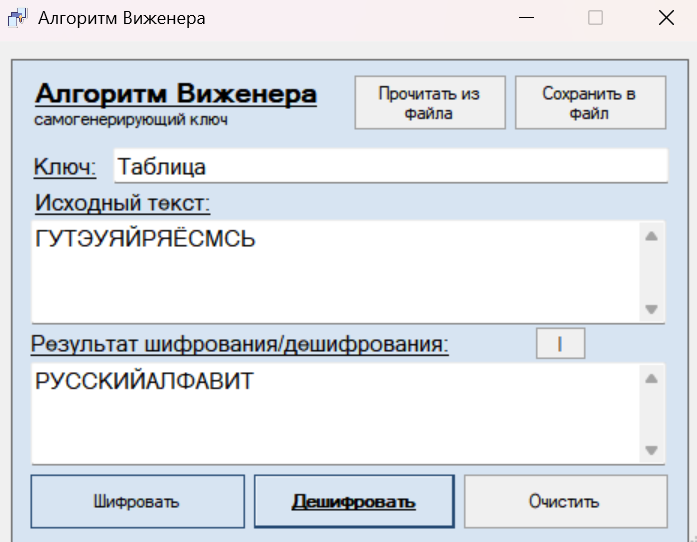 Алгоритм Виженера
Алгоритм Виженера
самогенерирующий ключ
Прочитать из
файла
Сохранить в
файл
Ключ:
Таблица
Исходный текст:
ГУТЭУЯЙРЯЁСМСЬ
Результат шифрования/дешифрования:
I
РУССКИЙАЛФАВИТ
Шифровать
Дешифровать
Очистить